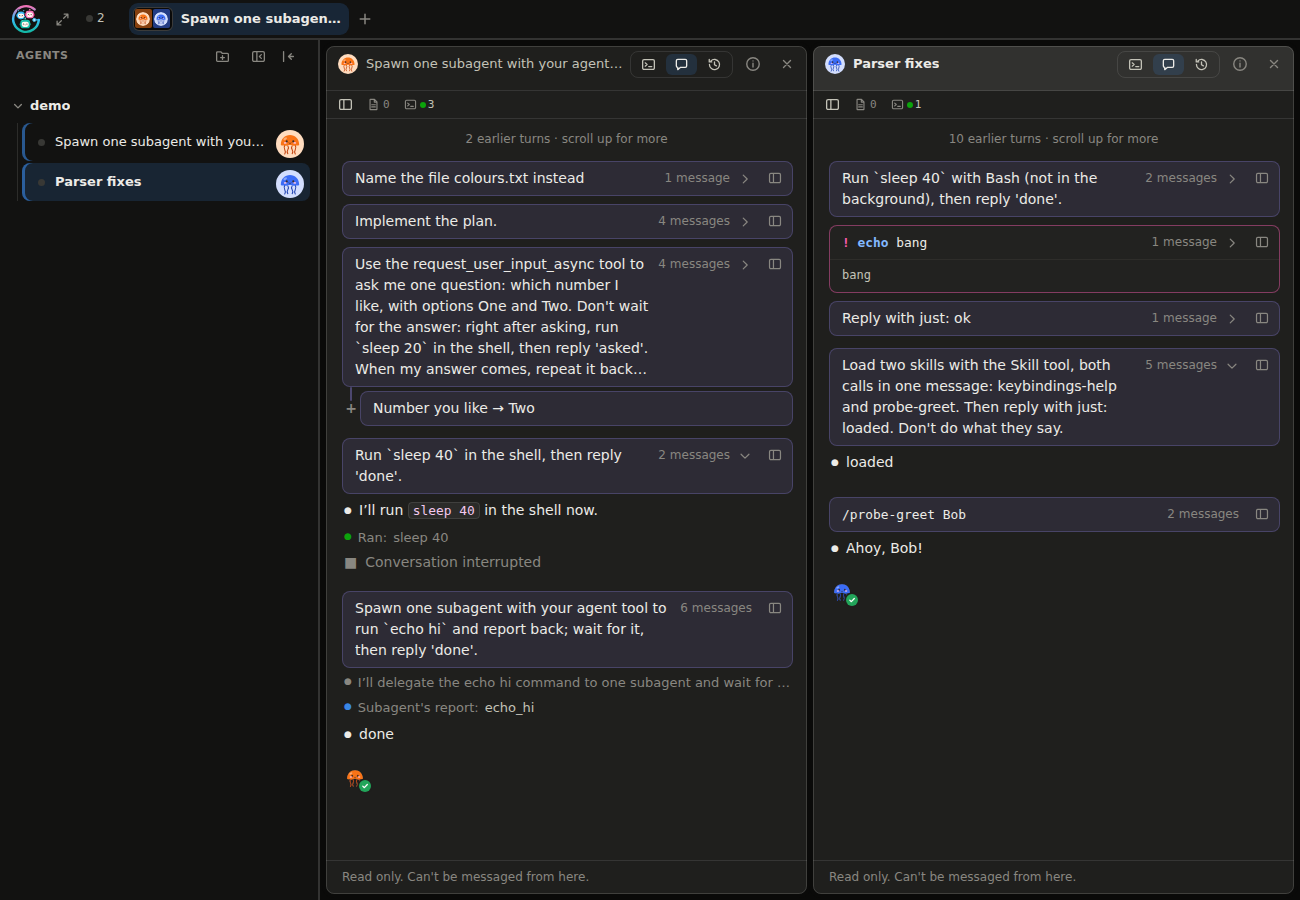 2
Spawn one subagen…
AGENTS
demo
Spawn one subagent with you…
Parser fixes
Spawn one subagent with your agent…
0
3
2 earlier turns · scroll up for more
Name the file colours.txt instead
1 message
Implement the plan.
4 messages
Use the request_user_input_async tool to
4 messages
ask me one question: which number I
like, with options One and Two. Don't wait
for the answer: right after asking, run
`sleep 20` in the shell, then reply 'asked'.
When my answer comes, repeat it back…
+
Number you like → Two
Run `sleep 40` in the shell, then reply
2 messages
'done'.
I’ll run sleep 40 in the shell now.
Ran: sleep 40
Conversation interrupted
Spawn one subagent with your agent tool to
6 messages
run `echo hi` and report back; wait for it,
then reply 'done'.
I’ll delegate the echo hi command to one subagent and wait for …
Subagent's report: echo_hi
done
Read only. Can't be messaged from here.
Parser fixes
0
1
10 earlier turns · scroll up for more
Run `sleep 40` with Bash (not in the
2 messages
background), then reply 'done'.
! echo bang
1 message
bang
Reply with just: ok
1 message
Load two skills with the Skill tool, both
5 messages
calls in one message: keybindings-help
and probe-greet. Then reply with just:
loaded. Don't do what they say.
loaded
/probe-greet Bob
2 messages
Ahoy, Bob!
Read only. Can't be messaged from here.